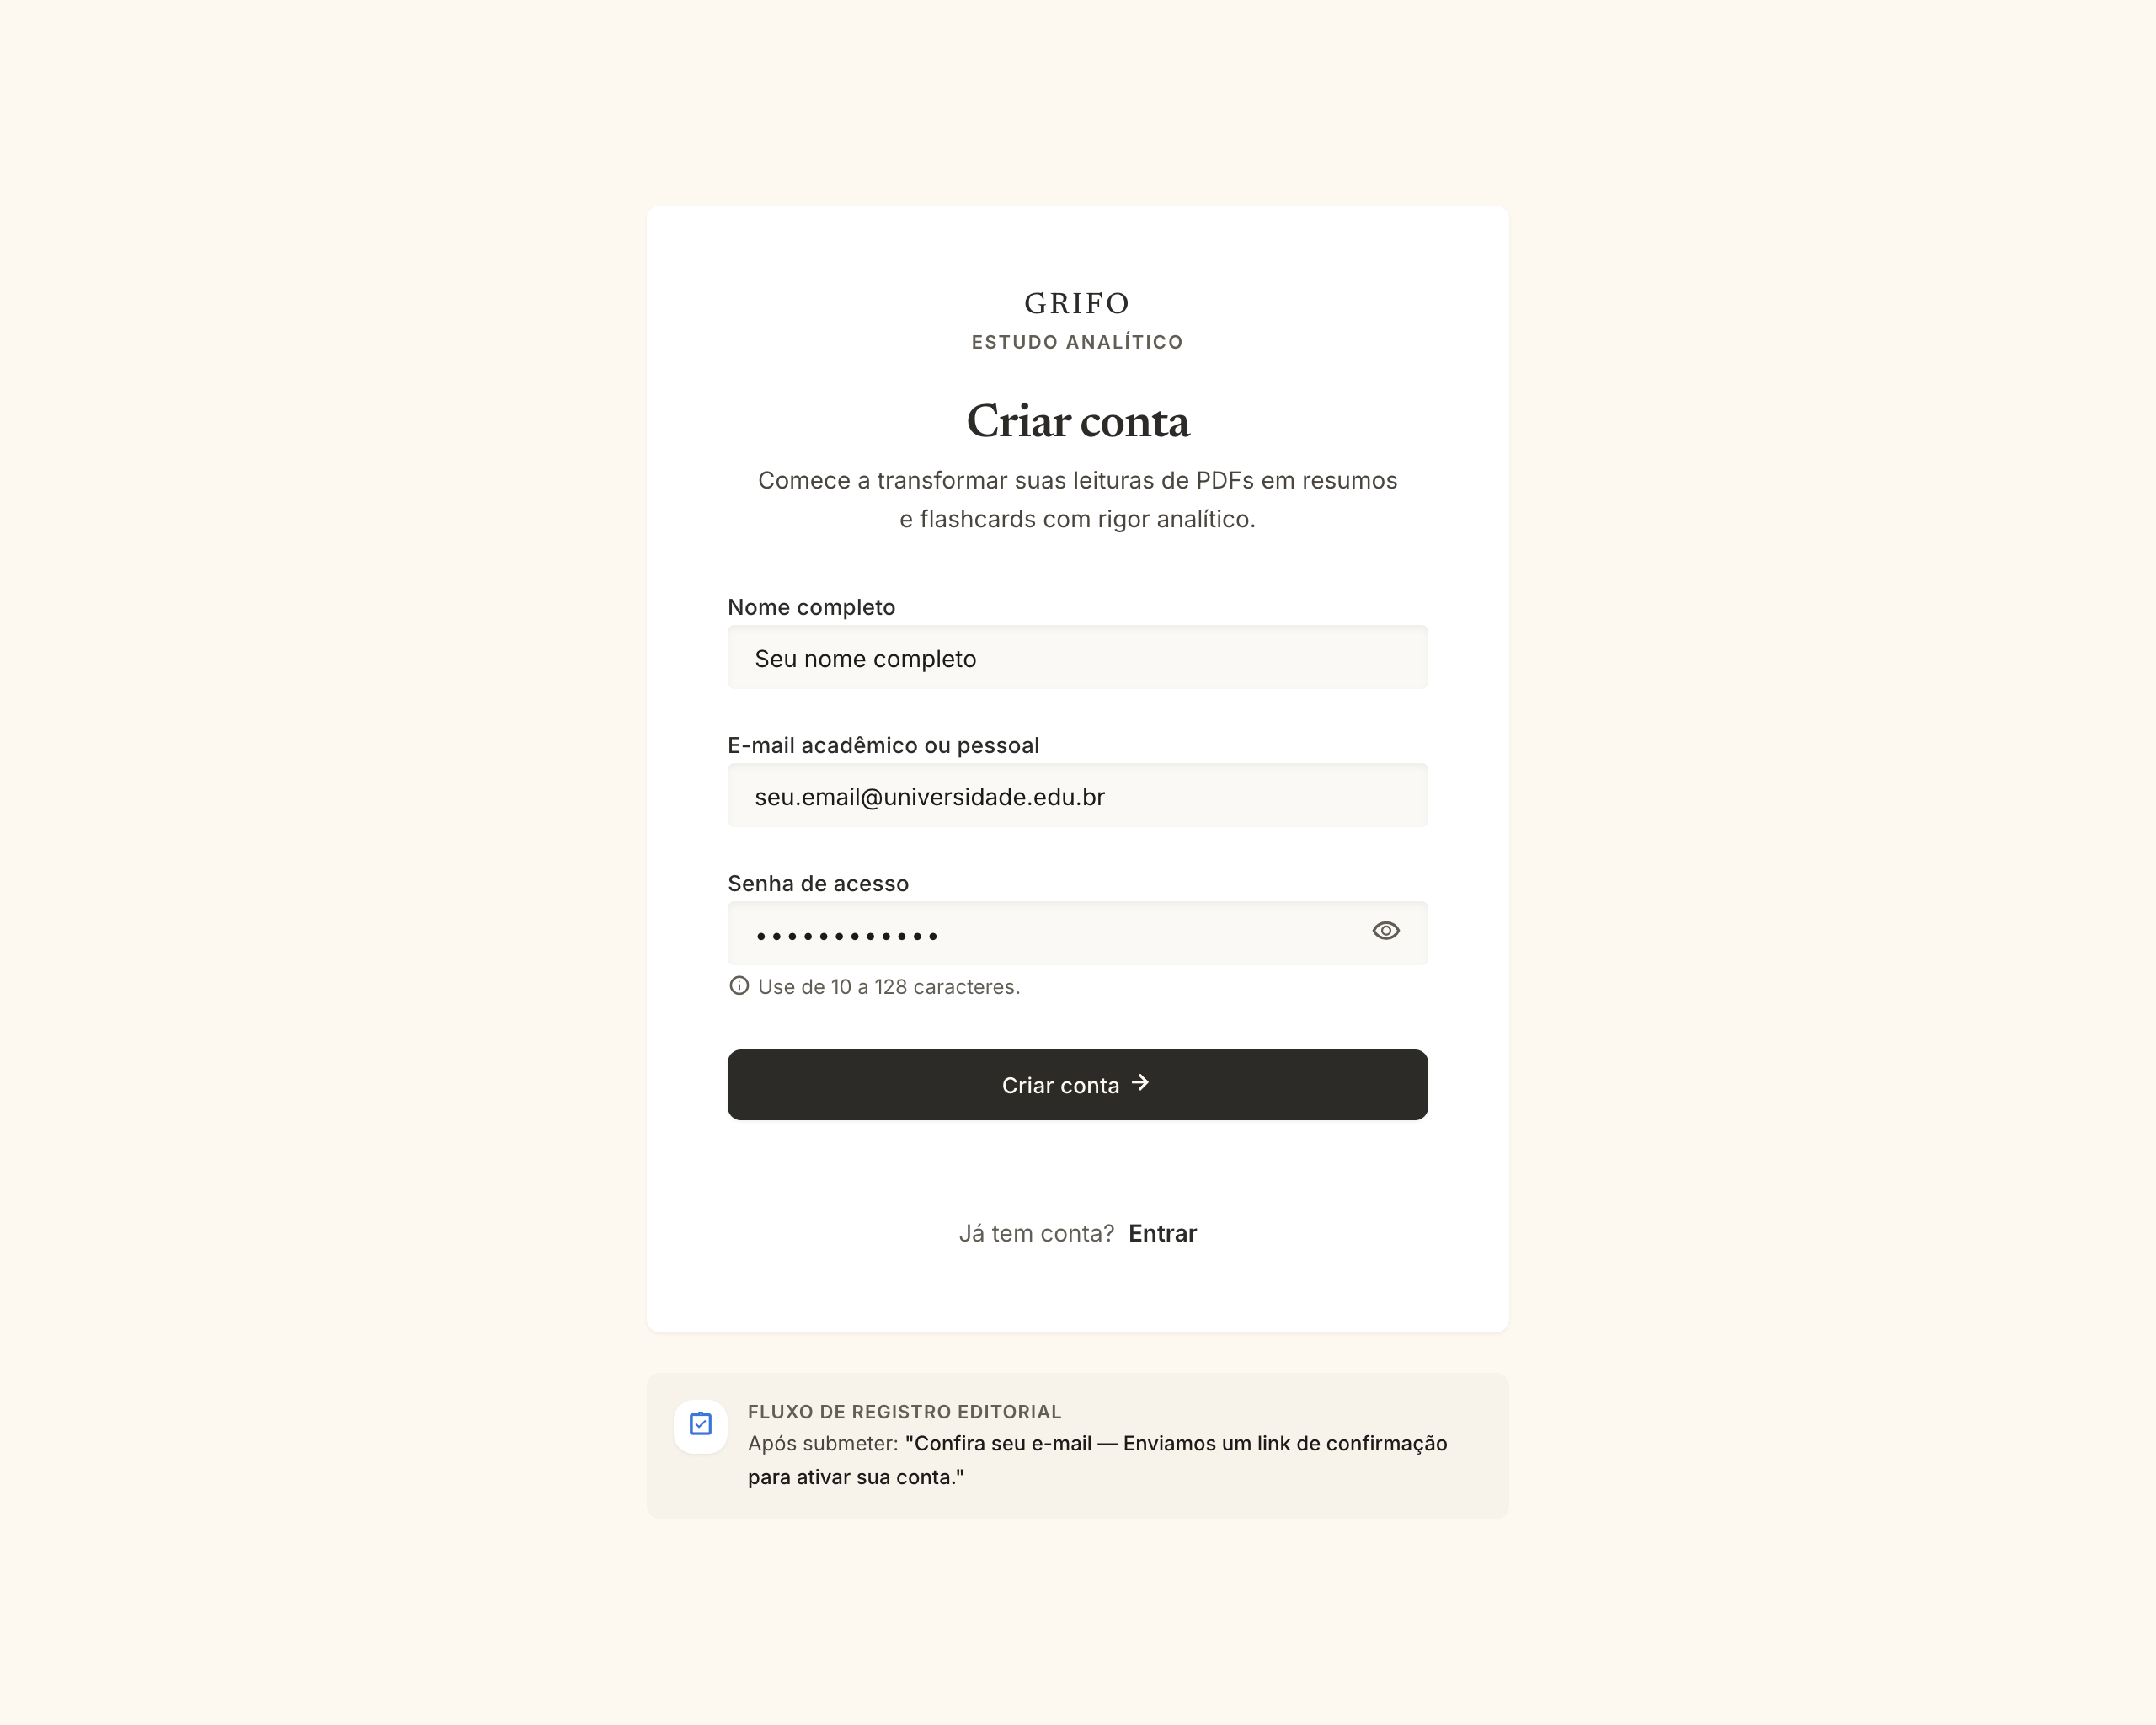 GRIFO
ESTUDO ANALÍTICO
Criar conta
Comece a transformar suas leituras de PDFs em resumos
e flashcards com rigor analítico.
Nome completo
Seu nome completo
E-mail acadêmico ou pessoal
seu.email@universidade.edu.br
Senha de acesso
••••••••••••
Use de 10 a 128 caracteres.
Criar conta →
Já tem conta? Entrar
FLUXO DE REGISTRO EDITORIAL
Após submeter: "Confira seu e-mail — Enviamos um link de confirmação
para ativar sua conta."